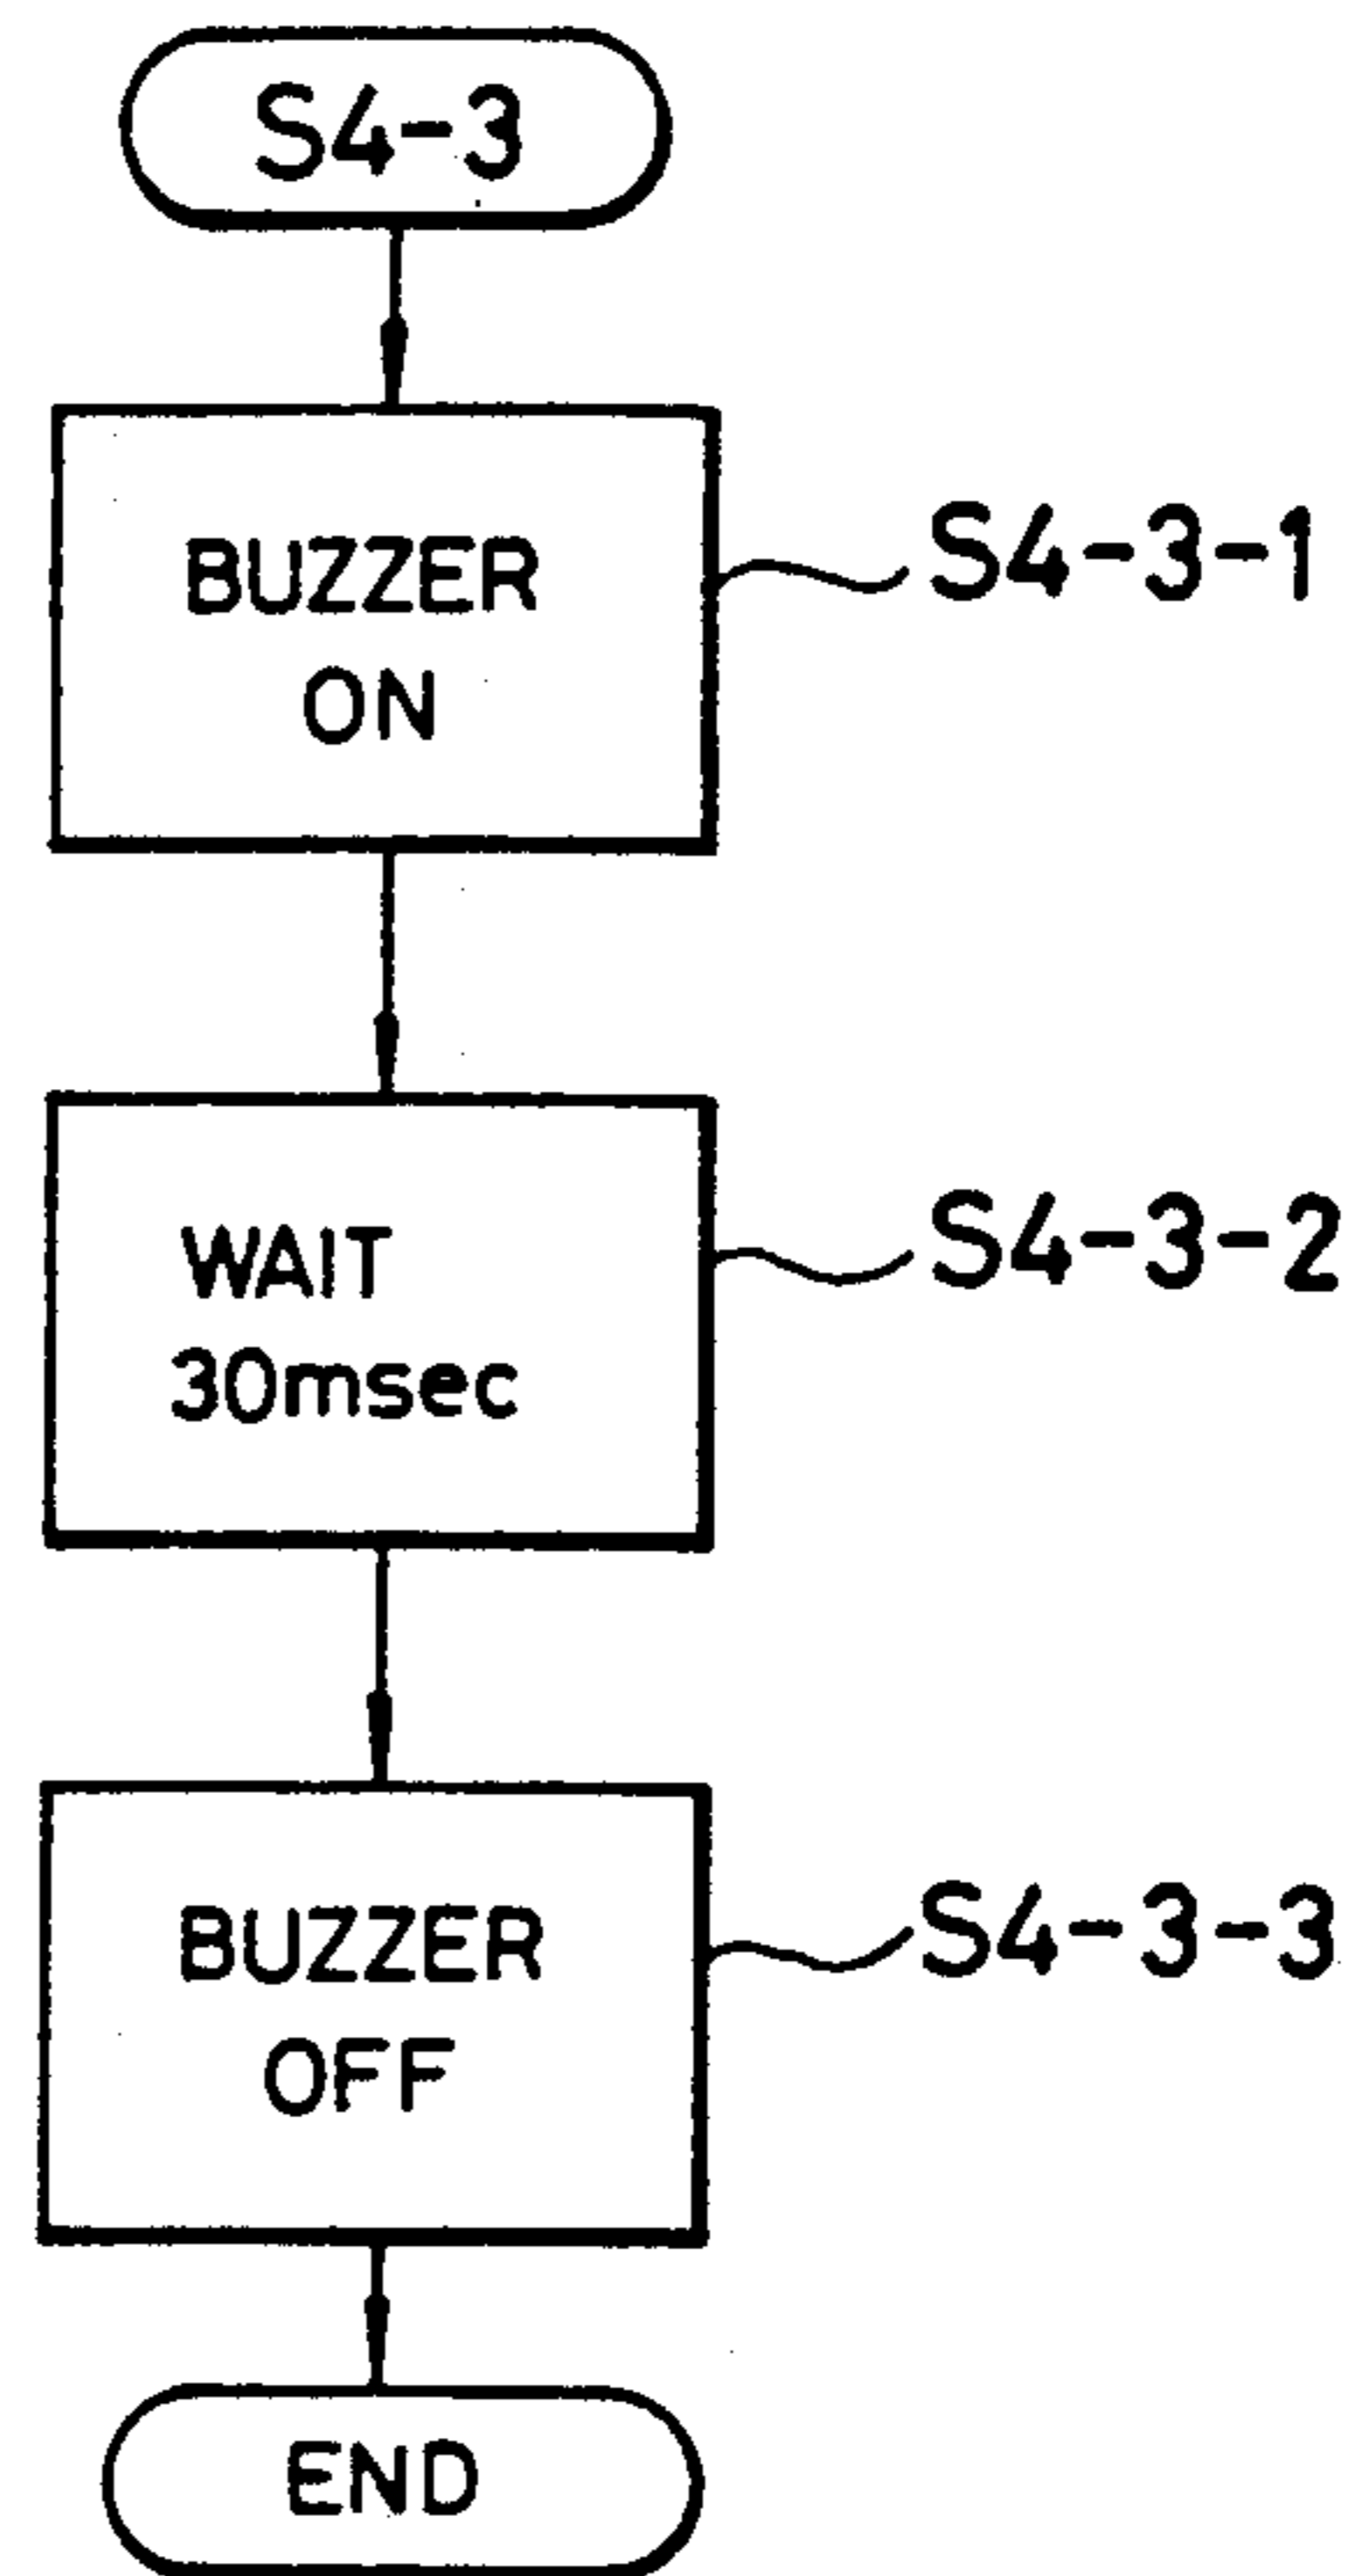 S4-3
BUZZER
ON
S4-3-1
WAIT
30msec
S4-3-2
BUZZER
OFF
S4-3-3
END